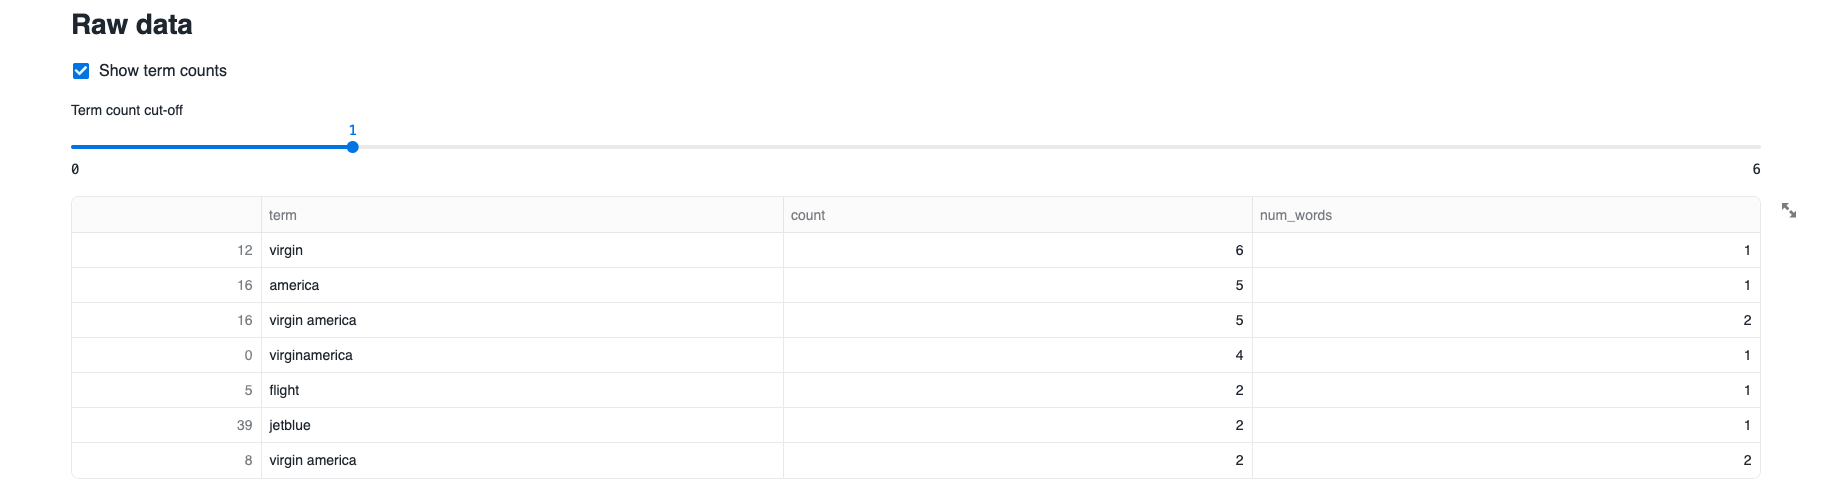 Raw data
Show term counts
Term count cut-off
1
0 6
term count num_words
12 virgin 6 1
16 america 5 1
16 virgin america 5 2
0 virginamerica 4 1
5 flight 2 1
39 jetblue 2 1
8 virgin america 2 2